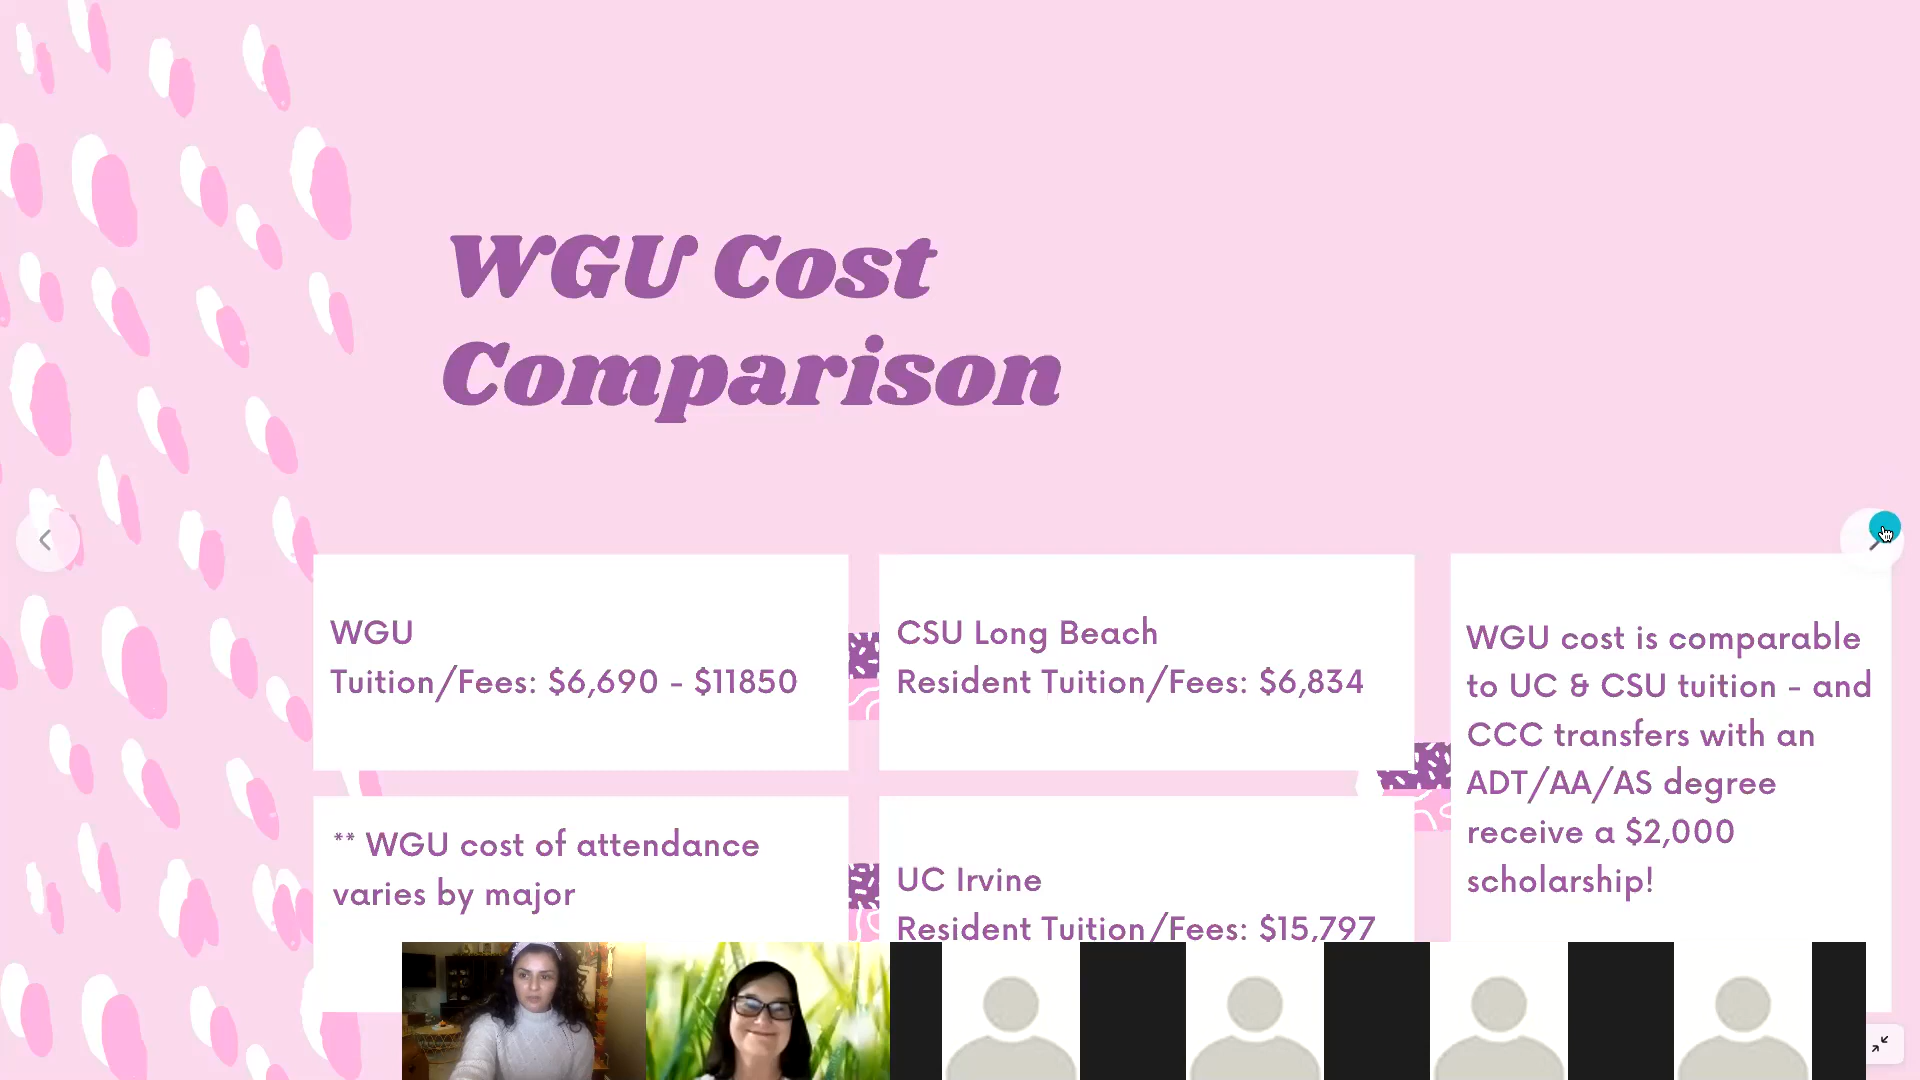 WGU Cost
Comparison
WGU
Tuition/Fees: $6,690 - $11850
CSU Long Beach
Resident Tuition/Fees: $6,834
** WGU cost of attendance
varies by major
UC Irvine
Resident Tuition/Fees: $15,797
WGU cost is comparable
to UC & CSU tuition - and
CCC transfers with an
ADT/AA/AS degree
receive a $2,000
scholarship!